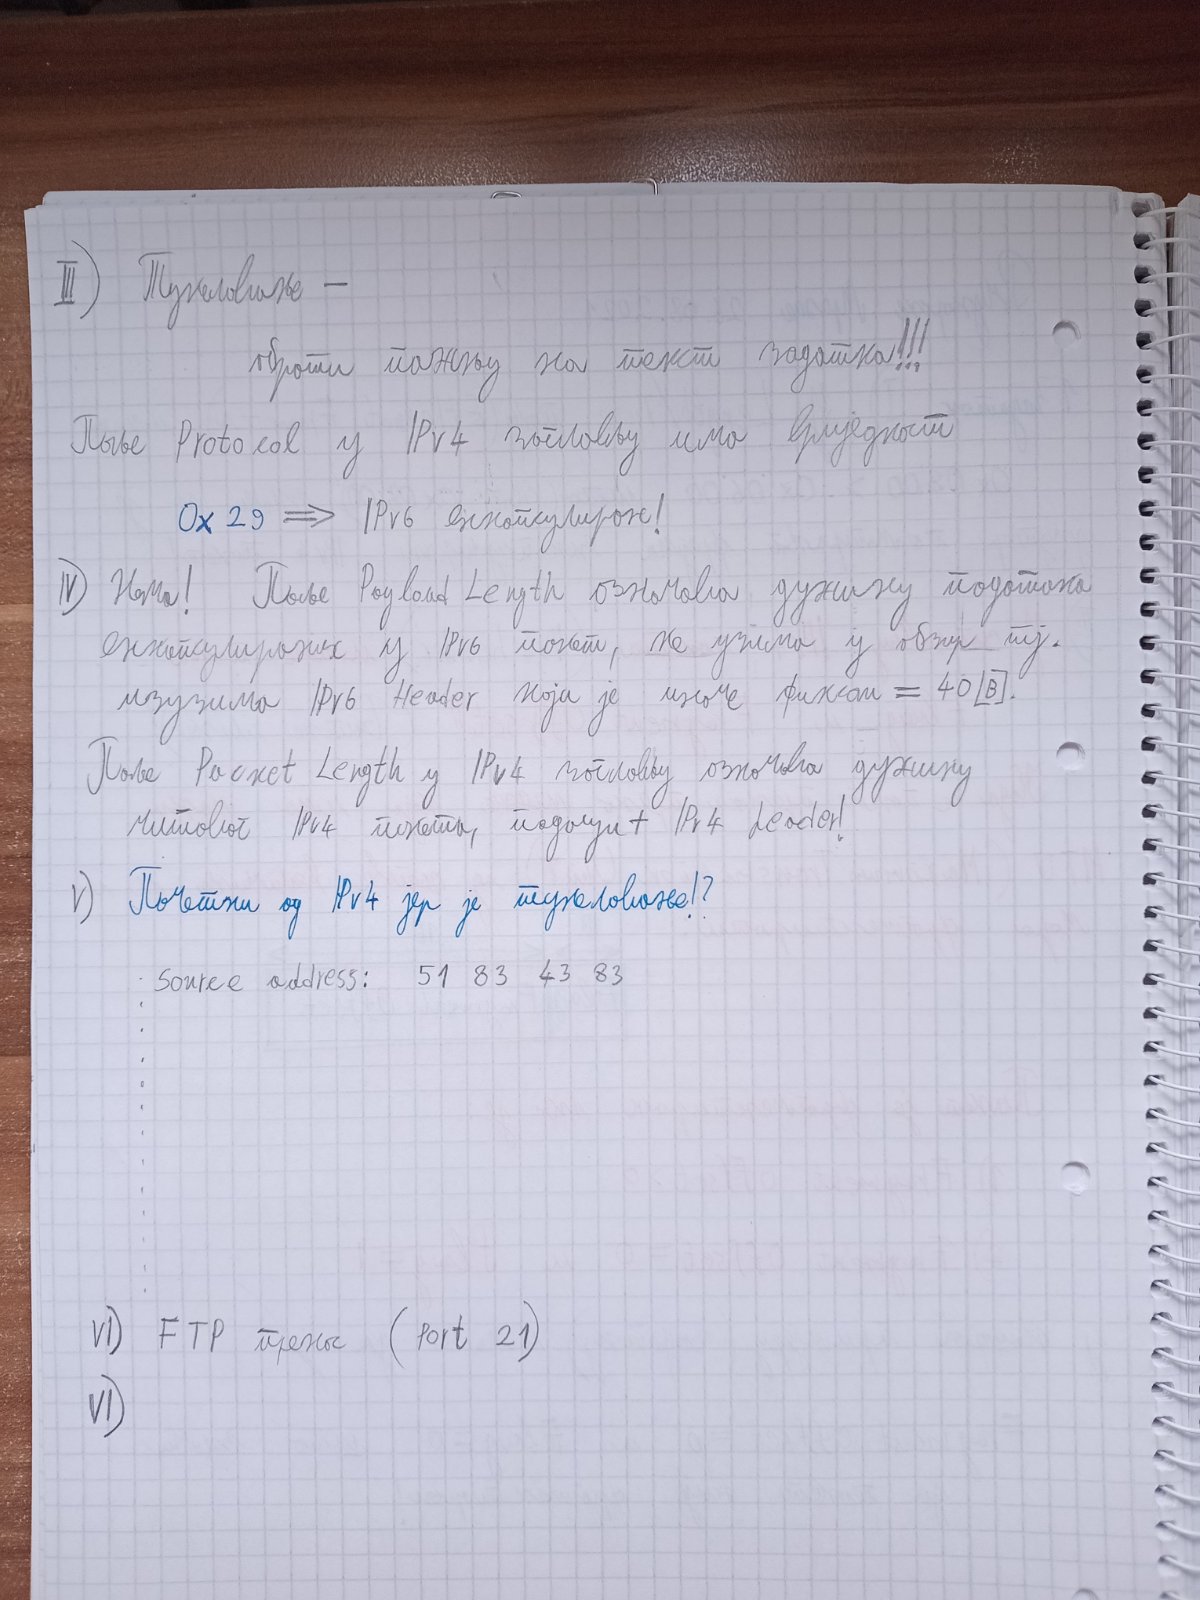 III) Тунеловање –
обрати пажњу на текст задатка!!!
Поље Protocol у IPv4 заглављу има вриједност
0x29 ⇒ IPv6 енкапсулиран!
IV) Нема! Поље Payload Length означава дужину података
енкапсулираних у IPv6 пакет, не узима у обзир тј.
изузима IPv6 Header који је иначе фиксан = 40[B].
Поље Packet Length у IPv4 заглављу означава дужину
читавог IPv4 пакета, подаци + IPv4 Header!
V) Почетни од IPv4 јер је тунеловање!?
Source address: 51 83 43 83
VI) FTP пренос (Port 21)
VI)